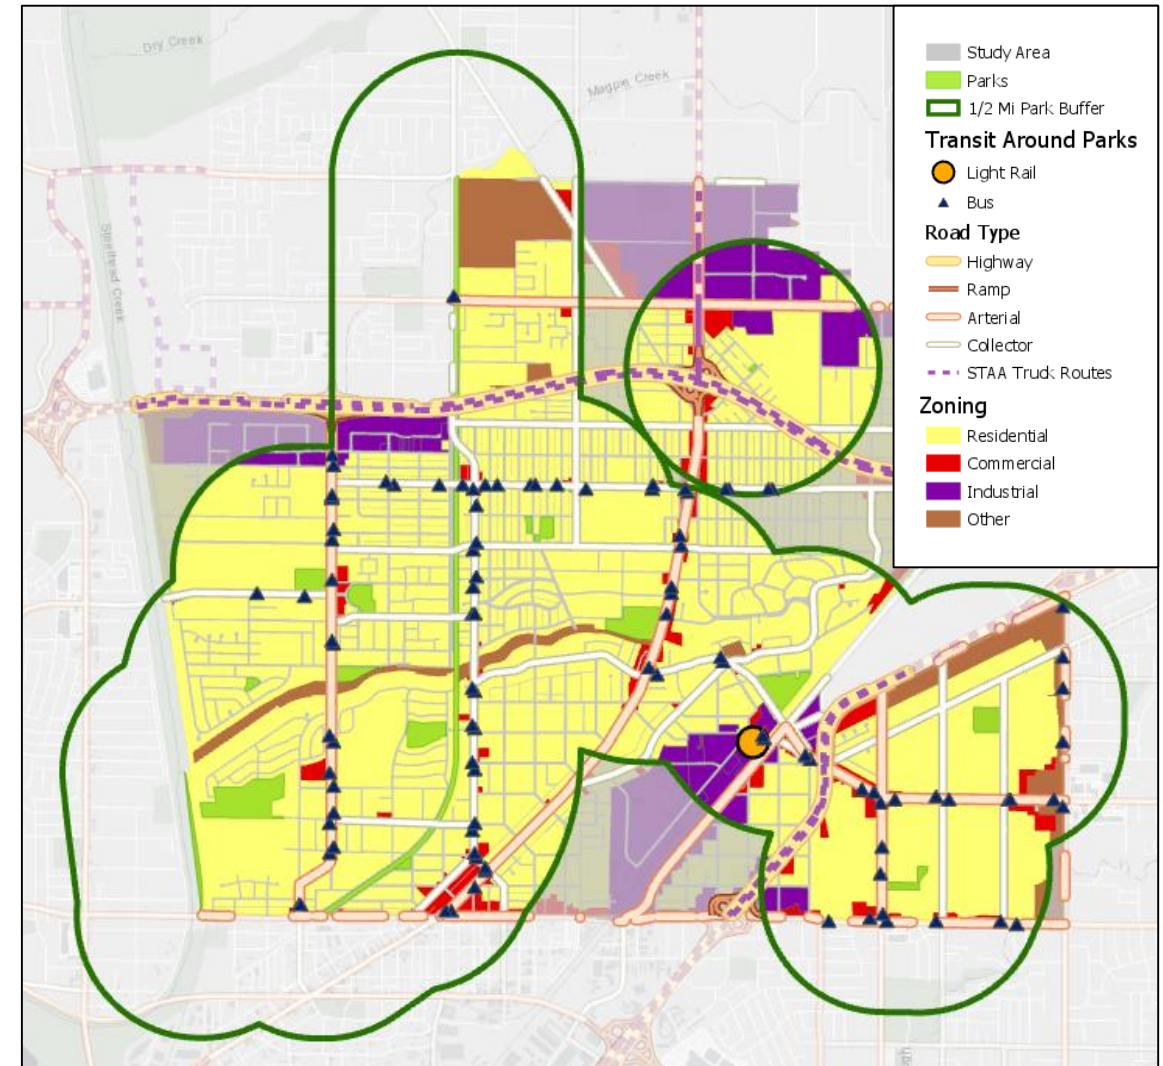 Dry Creek
Magpie Creek
Steelhead Creek
Study Area
Parks
1/2 Mi Park Buffer
Transit Around Parks
Light Rail
Bus
Road Type
Highway
Ramp
Arterial
Collector
STAA Truck Routes
Zoning
Residential
Commercial
Industrial
Other